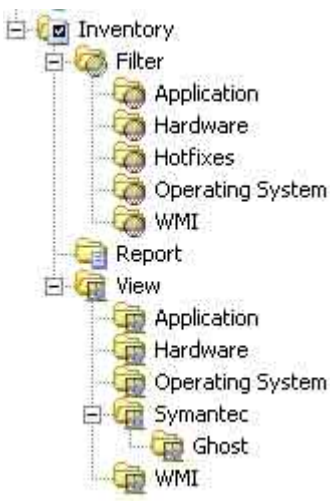 Inventory
Filter
Application
Hardware
Hotfixes
Operating System
WMI
Report
View
Application
Hardware
Operating System
Symantec
Ghost
WMI